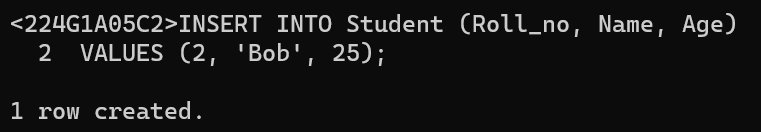 <224G1A05C2>INSERT INTO Student (Roll_no, Name, Age)
  2  VALUES (2, 'Bob', 25);

1 row created.